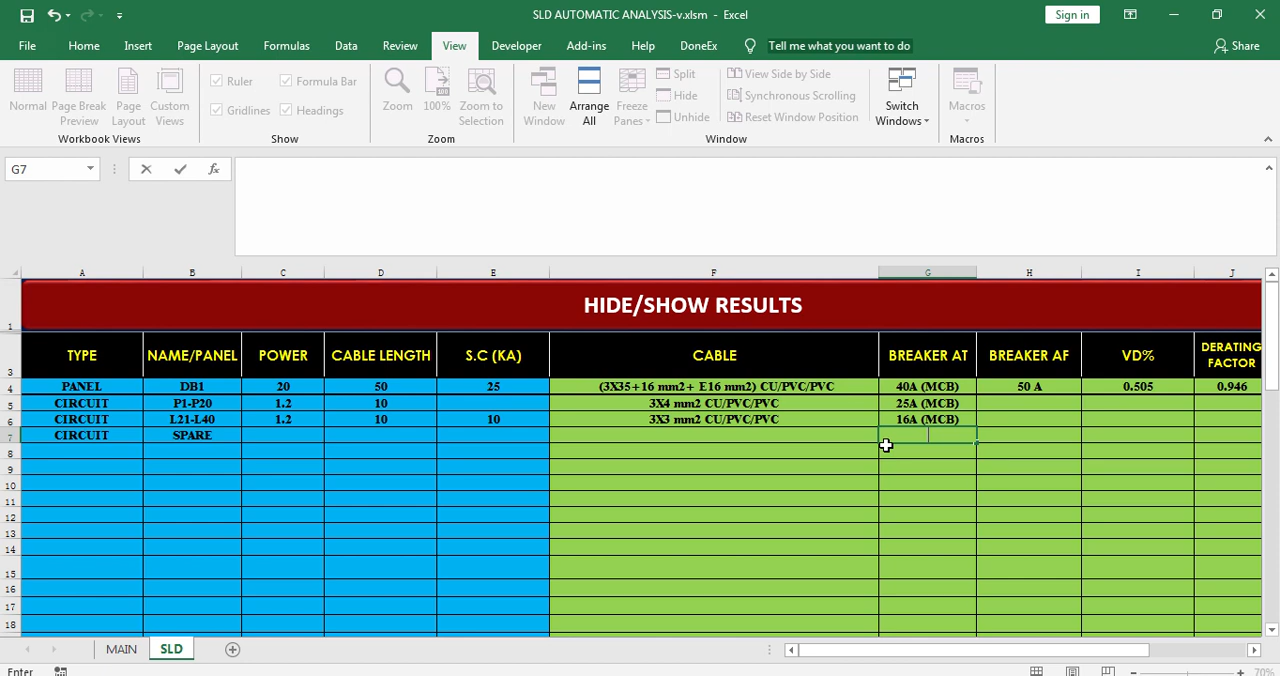 SLD AUTOMATIC ANALYSIS-v.xlsm - Excel
Sign in
File Home Insert Page Layout Formulas Data Review View Developer Add-ins Help DoneEx Tell me what you want to do Share
Ruler Formula Bar Split View Side by Side
Gridlines Headings Hide Synchronous Scrolling
Unhide Reset Window Position
Normal Page Break Preview Page Layout Custom Views Zoom 100% Zoom to Selection New Window Arrange All Freeze Panes Switch Windows Macros
Workbook Views Show Zoom Window Macros
G7 fx
A B C D E F G H I J
1 HIDE/SHOW RESULTS
3 TYPE NAME/PANEL POWER CABLE LENGTH S.C (KA) CABLE BREAKER AT BREAKER AF VD% DERATING FACTOR
4 PANEL DB1 20 50 25 (3X35+16 mm2+ E16 mm2) CU/PVC/PVC 40A (MCB) 50 A 0.505 0.946
5 CIRCUIT P1-P20 1.2 10 3X4 mm2 CU/PVC/PVC 25A (MCB)
6 CIRCUIT L21-L40 1.2 10 10 3X3 mm2 CU/PVC/PVC 16A (MCB)
7 CIRCUIT SPARE
8
9
10
11
12
13
14
15
16
17
18
MAIN SLD
Enter 70%